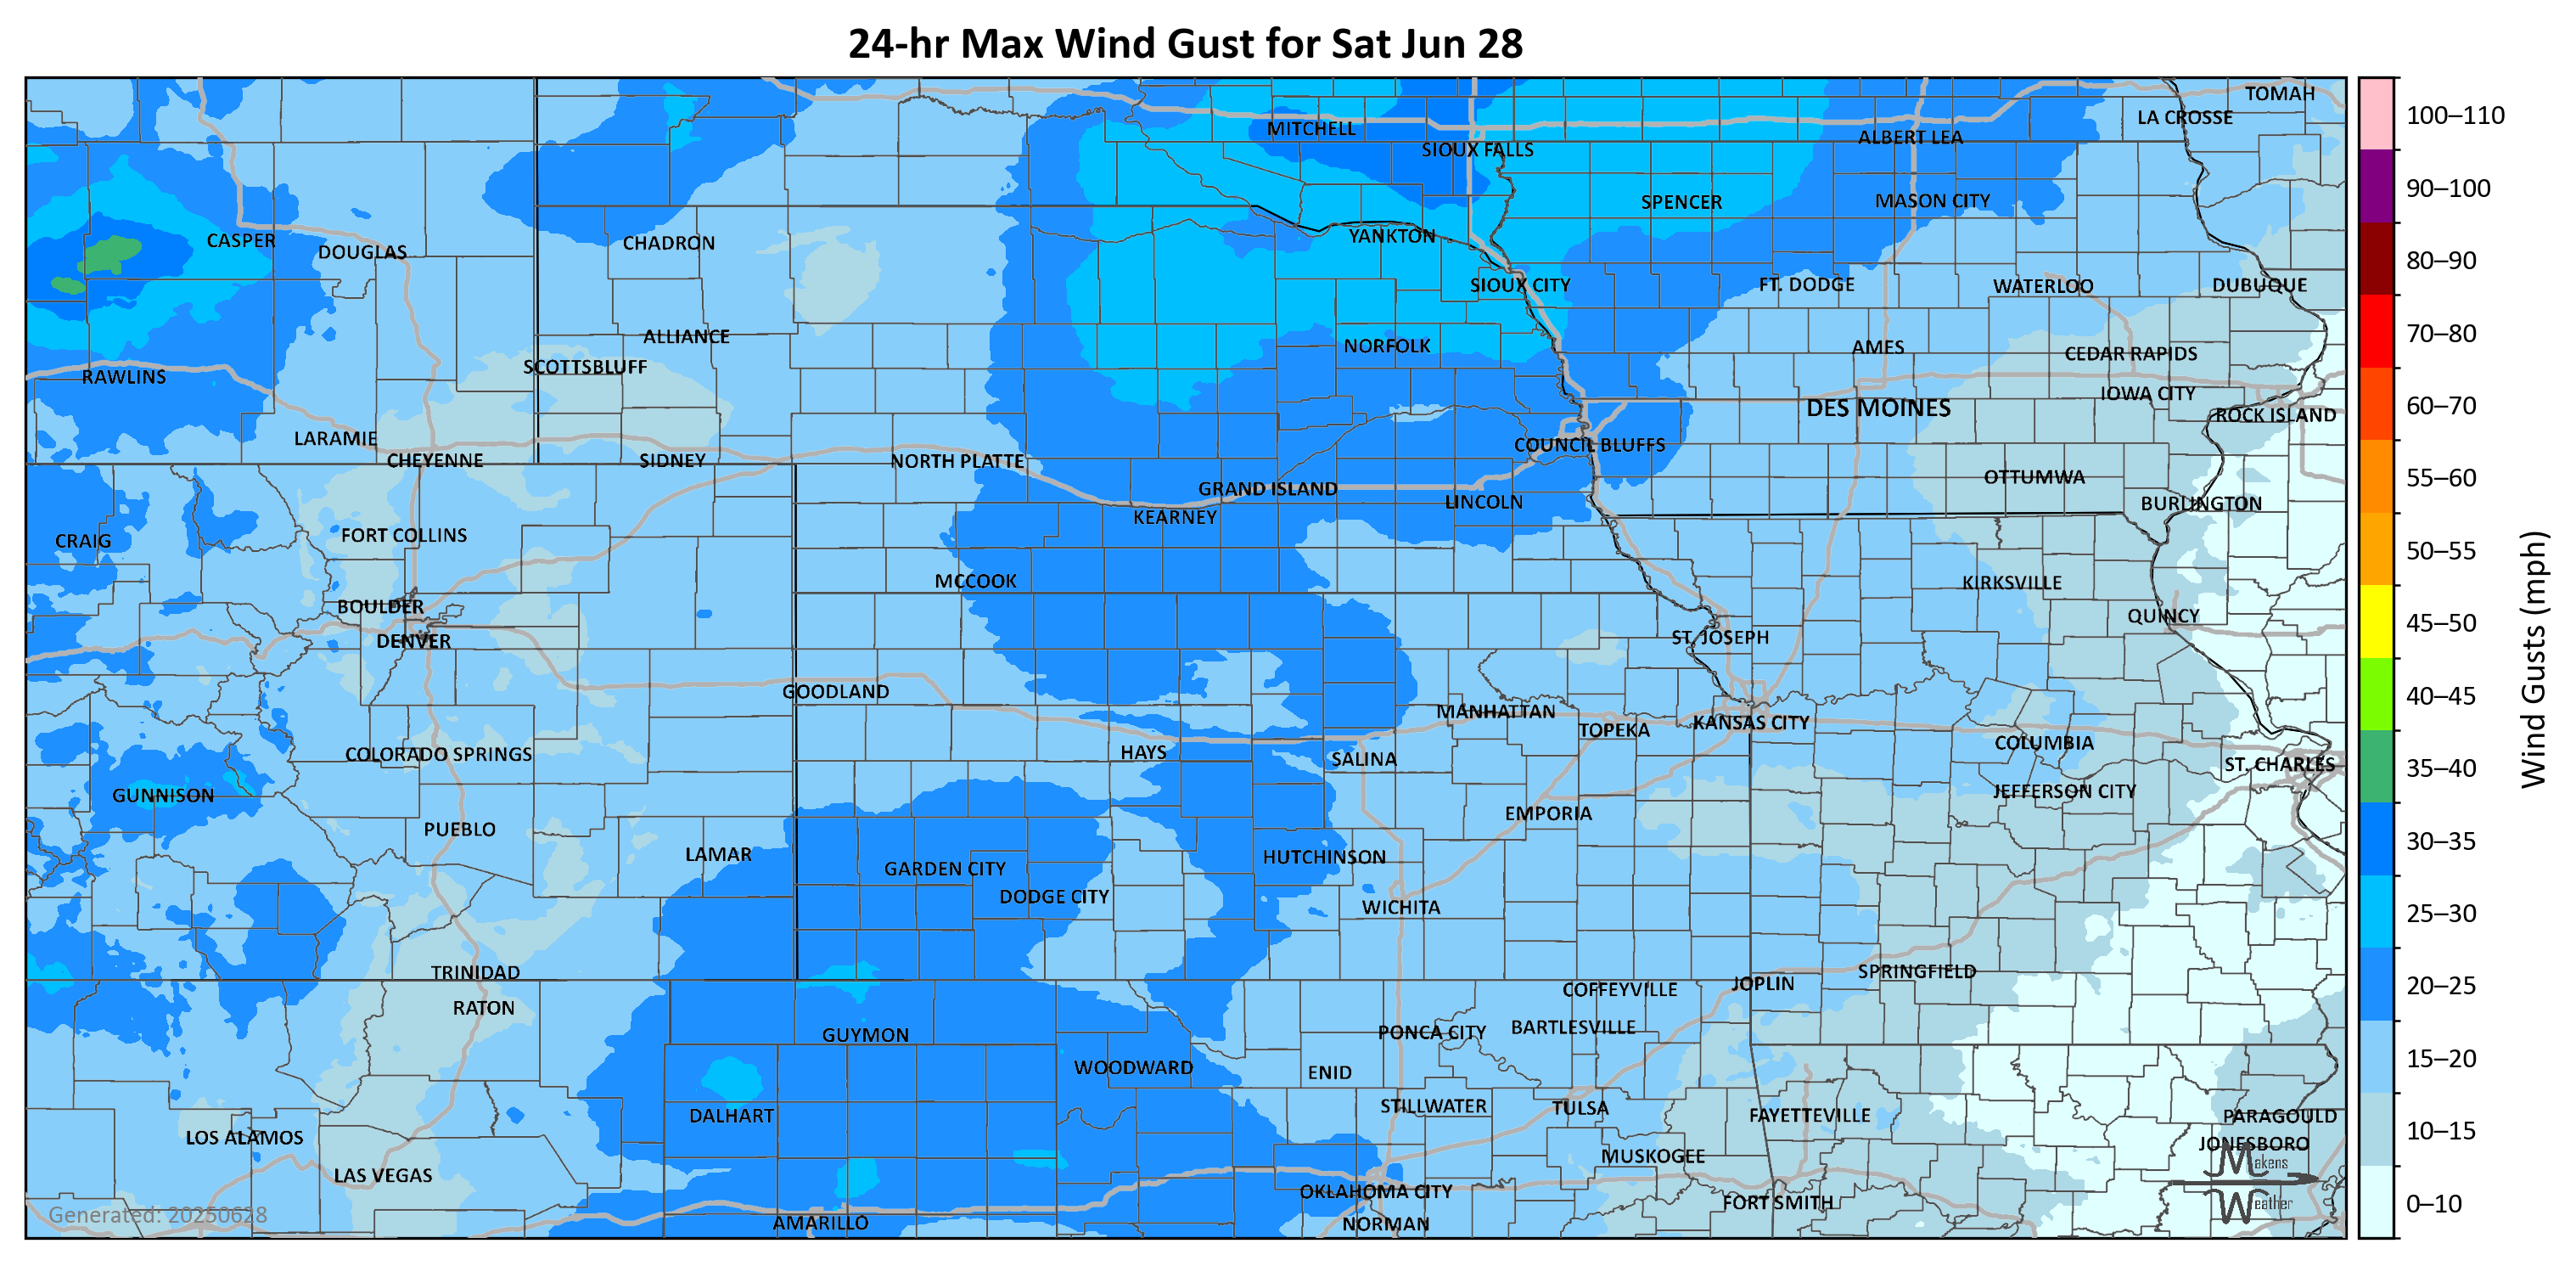 24-hr Max Wind Gust for Sat Jun 28
TOMAH
LA CROSSE
MITCHELL
ALBERT LEA
SIOUX FALLS
SPENCER
MASON CITY
CASPER
DOUGLAS
CHADRON
YANKTON
SIOUX CITY
FT. DODGE
WATERLOO
DUBUQUE
ALLIANCE
NORFOLK
AMES
CEDAR RAPIDS
SCOTTSBLUFF
RAWLINS
IOWA CITY
DES MOINES
ROCK ISLAND
LARAMIE
CHEYENNE
SIDNEY
NORTH PLATTE
COUNCIL BLUFFS
GRAND ISLAND
LINCOLN
OTTUMWA
BURLINGTON
KEARNEY
CRAIG
FORT COLLINS
MCCOOK
KIRKSVILLE
BOULDER
QUINCY
DENVER
ST. JOSEPH
GOODLAND
MANHATTAN
TOPEKA
KANSAS CITY
COLORADO SPRINGS
HAYS
SALINA
COLUMBIA
ST. CHARLES
GUNNISON
JEFFERSON CITY
PUEBLO
EMPORIA
LAMAR
GARDEN CITY
HUTCHINSON
DODGE CITY
WICHITA
TRINIDAD
SPRINGFIELD
JOPLIN
COFFEYVILLE
RATON
GUYMON
PONCA CITY
BARTLESVILLE
WOODWARD
ENID
DALHART
STILLWATER
TULSA
FAYETTEVILLE
PARAGOULD
LOS ALAMOS
JONESBORO
LAS VEGAS
MUSKOGEE
OKLAHOMA CITY
FORT SMITH
AMARILLO
NORMAN
Generated: 20250628
Makens
Weather
100–110
90–100
80–90
70–80
60–70
55–60
50–55
45–50
40–45
35–40
30–35
25–30
20–25
15–20
10–15
0–10
Wind Gusts (mph)